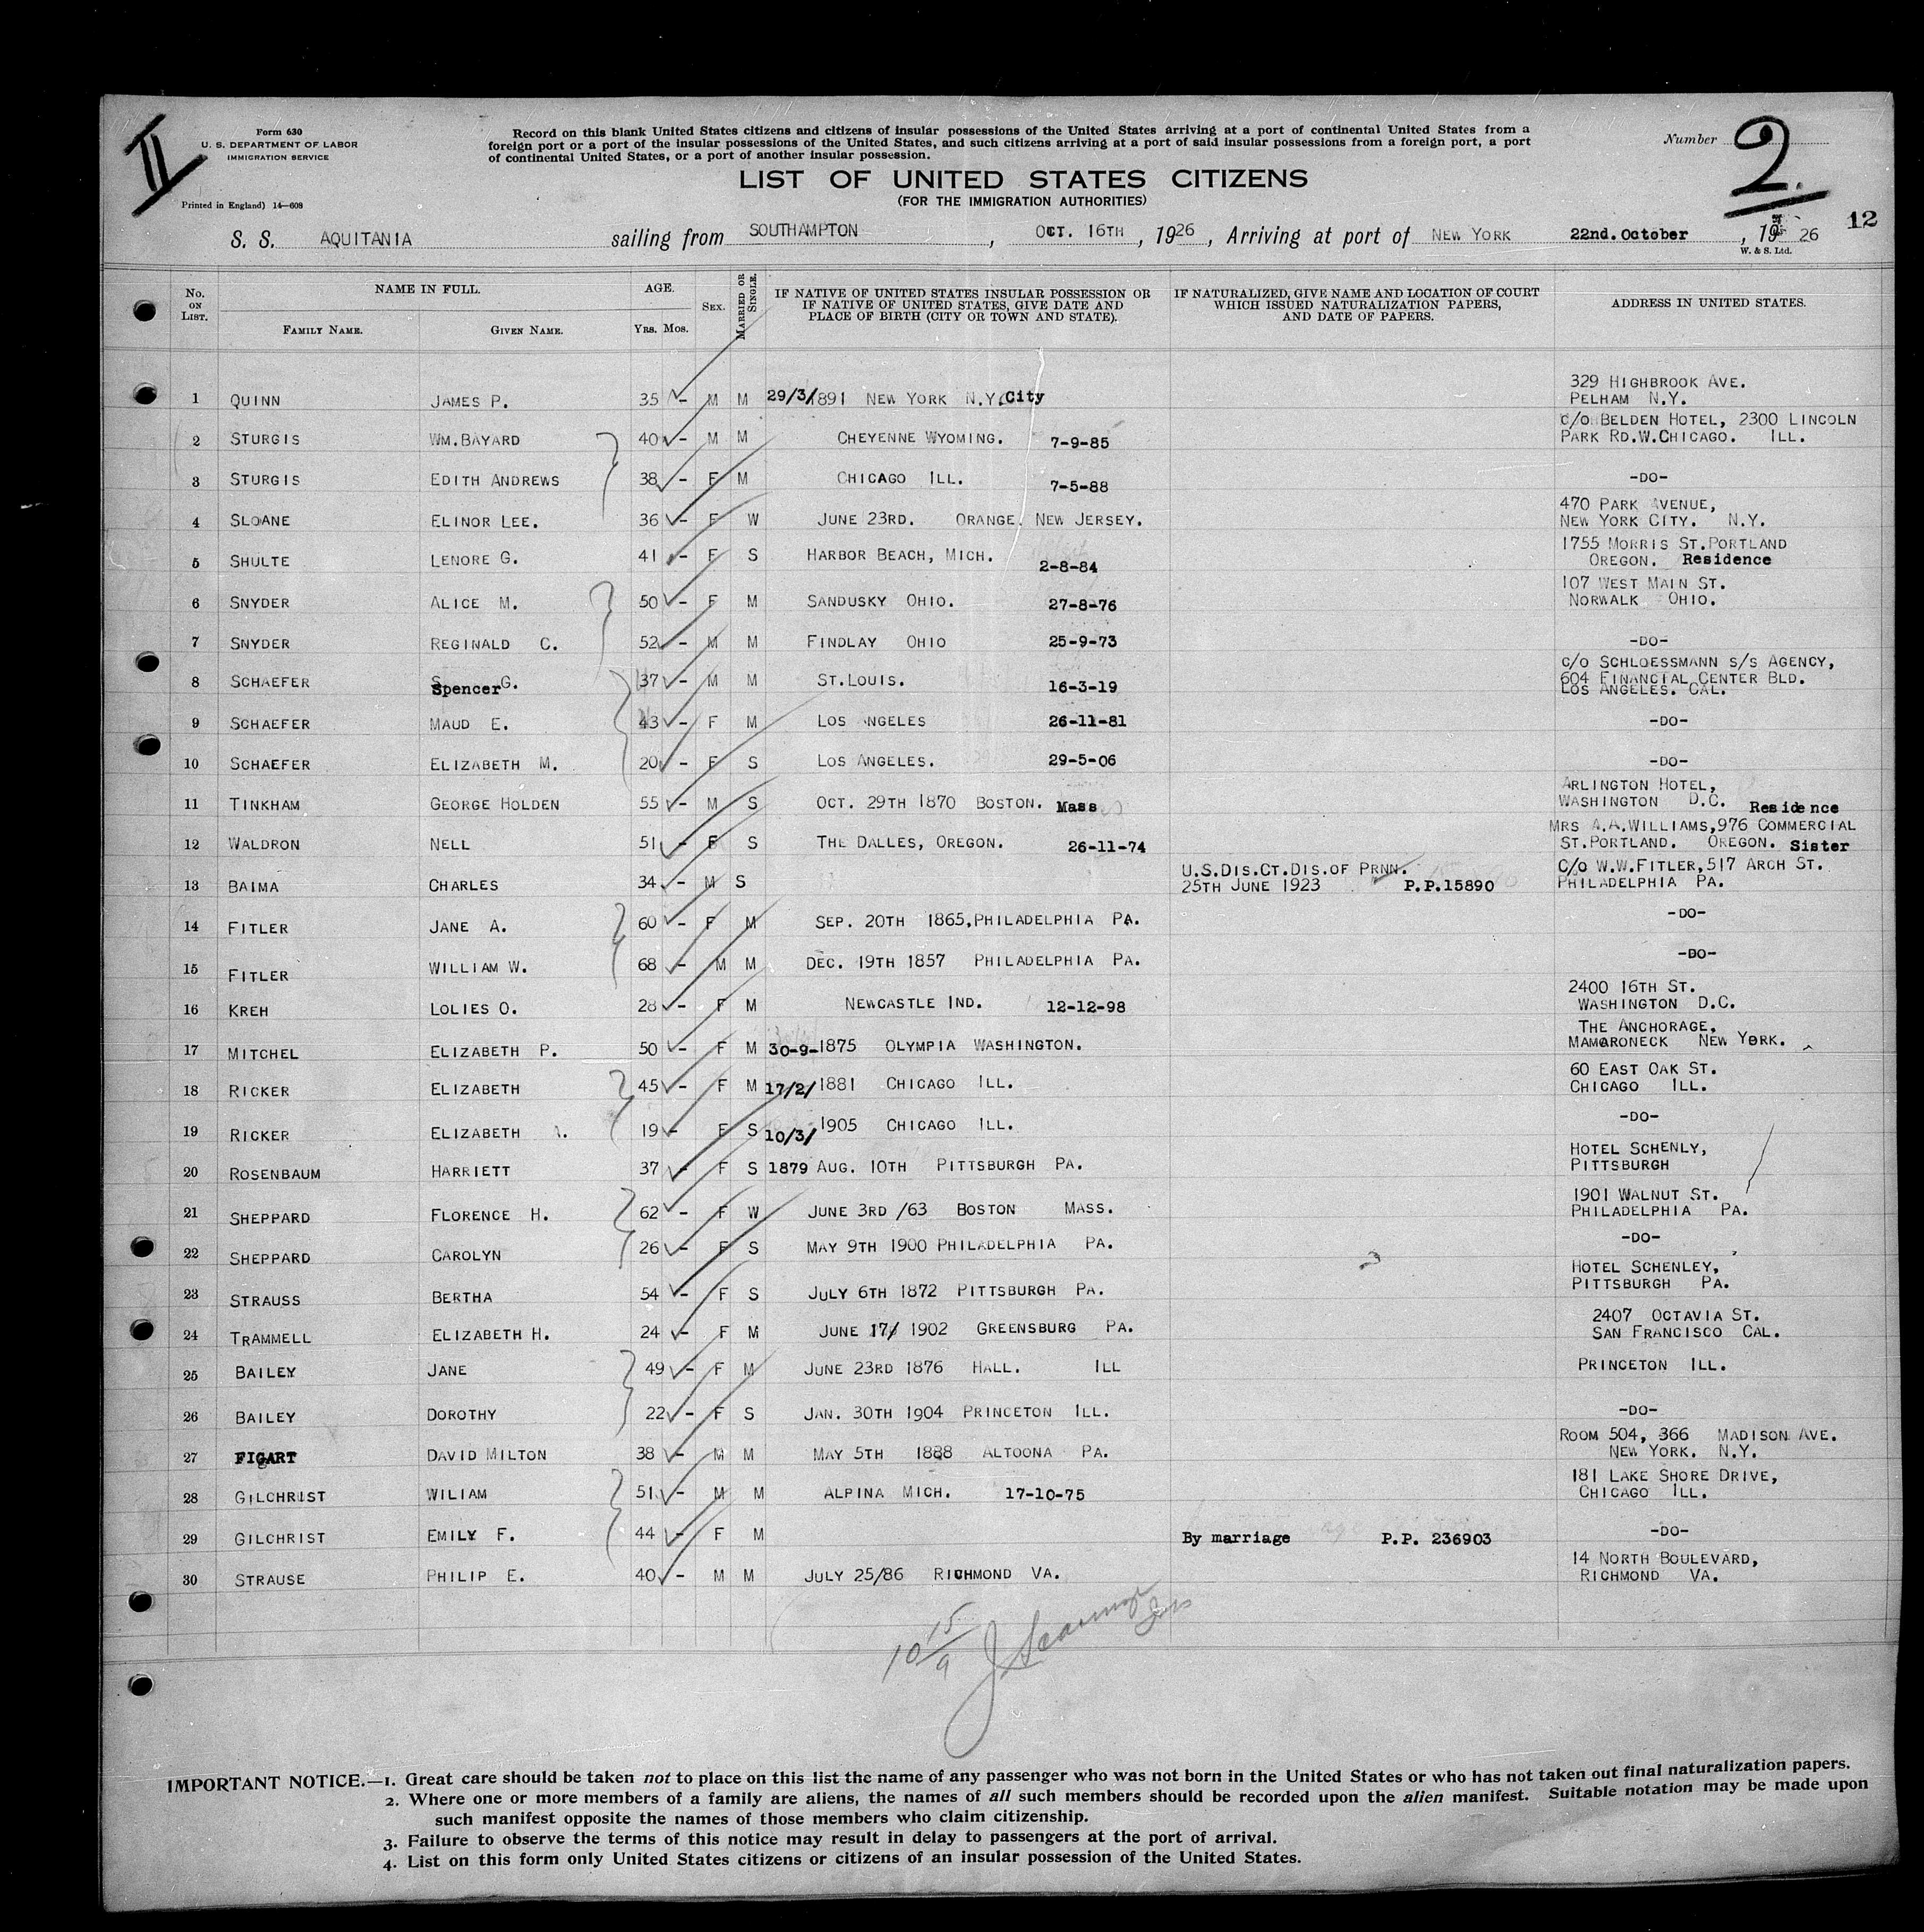 II
Form 630
U. S. DEPARTMENT OF LABOR
IMMIGRATION SERVICE
Printed in England) 14—608
Record on this blank United States citizens and citizens of insular possessions of the United States arriving at a port of continental United States from a
foreign port or a port of the insular possessions of the United States, and such citizens arriving at a port of said insular possessions from a foreign port, a port
of continental United States, or a port of another insular possession.
Number 2.
LIST OF UNITED STATES CITIZENS
(FOR THE IMMIGRATION AUTHORITIES)
12
S. S. AQUITANIA sailing from SOUTHAMPTON, OCT. 16TH, 1926, Arriving at port of NEW YORK 22nd. October, 19 26
W. & S. Ltd.
No. ON LIST. NAME IN FULL. FAMILY NAME. GIVEN NAME. AGE. YRS. MOS. SEX. MARRIED OR SINGLE. IF NATIVE OF UNITED STATES INSULAR POSSESSION OR IF NATIVE OF UNITED STATES, GIVE DATE AND PLACE OF BIRTH (CITY OR TOWN AND STATE). IF NATURALIZED, GIVE NAME AND LOCATION OF COURT WHICH ISSUED NATURALIZATION PAPERS, AND DATE OF PAPERS. ADDRESS IN UNITED STATES.
1 QUINN JAMES P. 35 - M M 29/3/1891 NEW YORK N.Y. City 329 HIGHBROOK AVE. PELHAM N.Y.
2 STURGIS WM.BAYARD 40 - M M CHEYENNE WYOMING. 7-9-85 C/O BELDEN HOTEL, 2300 LINCOLN PARK RD.W.CHICAGO. ILL.
3 STURGIS EDITH ANDREWS 38 - F M CHICAGO ILL. 7-5-88 -DO-
4 SLOANE ELINOR LEE. 36 - F W JUNE 23RD. ORANGE. NEW JERSEY. 470 PARK AVENUE, NEW YORK CITY. N.Y.
5 SHULTE LENORE G. 41 - F S HARBOR BEACH, MICH. 2-8-84 1755 MORRIS ST.PORTLAND OREGON. Residence
6 SNYDER ALICE M. 50 - F M SANDUSKY OHIO. 27-8-76 107 WEST MAIN ST. NORWALK OHIO.
7 SNYDER REGINALD C. 52 - M M FINDLAY OHIO 25-9-73 -DO-
8 SCHAEFER Spencer G. 37 - M M ST.LOUIS. 16-3-19 C/O SCHLOESSMANN S/S AGENCY, 604 FINANCIAL CENTER BLD. LOS ANGELES. CAL.
9 SCHAEFER MAUD E. 43 - F M LOS ANGELES 26-11-81 -DO-
10 SCHAEFER ELIZABETH M. 20 - F S LOS ANGELES. 29-5-06 -DO-
11 TINKHAM GEORGE HOLDEN 55 - M S OCT. 29TH 1870 BOSTON. Mass ARLINGTON HOTEL, WASHINGTON D.C. Residence
12 WALDRON NELL 51 - F S THE DALLES, OREGON. 26-11-74 MRS A.A.WILLIAMS,976 COMMERCIAL ST.PORTLAND. OREGON. Sister
13 BAIMA CHARLES 34 - M S U.S.DIS.CT.DIS.OF PRNN. 25TH JUNE 1923 P.P.15890 C/O W.W.FITLER,517 ARCH ST. PHILADELPHIA PA.
14 FITLER JANE A. 60 - F M SEP. 20TH 1865,PHILADELPHIA PA. -DO-
15 FITLER WILLIAM W. 68 - M M DEC. 19TH 1857 PHILADELPHIA PA. -DO-
16 KREH LOLIES O. 28 - F M NEWCASTLE IND. 12-12-98 2400 16TH ST. WASHINGTON D.C.
17 MITCHEL ELIZABETH P. 50 - F M 30-9-1875 OLYMPIA WASHINGTON. THE ANCHORAGE, MAMARONECK NEW YORK.
18 RICKER ELIZABETH 45 - F M 17/2/1881 CHICAGO ILL. 60 EAST OAK ST. CHICAGO ILL.
19 RICKER ELIZABETH A. 19 - F S 10/3/1905 CHICAGO ILL. -DO-
20 ROSENBAUM HARRIETT 37 - F S 1879 AUG. 10TH PITTSBURGH PA. HOTEL SCHENLY, PITTSBURGH
21 SHEPPARD FLORENCE H. 62 - F W JUNE 3RD /63 BOSTON MASS. 1901 WALNUT ST. PHILADELPHIA PA.
22 SHEPPARD CAROLYN 26 - F S MAY 9TH 1900 PHILADELPHIA PA. -DO-
23 STRAUSS BERTHA 54 - F S JULY 6TH 1872 PITTSBURGH PA. HOTEL SCHENLEY, PITTSBURGH PA.
24 TRAMMELL ELIZABETH H. 24 - F M JUNE 17/ 1902 GREENSBURG PA. 2407 OCTAVIA ST. SAN FRANCISCO CAL.
25 BAILEY JANE 49 - F M JUNE 23RD 1876 HALL. ILL PRINCETON ILL.
26 BAILEY DOROTHY 22 - F S JAN. 30TH 1904 PRINCETON ILL. -DO-
27 FIGART DAVID MILTON 38 - M M MAY 5TH 1888 ALTOONA PA. ROOM 504, 366 MADISON AVE. NEW YORK. N.Y.
28 GILCHRIST WILIAM 51 - M M ALPINA MICH. 17-10-75 181 LAKE SHORE DRIVE, CHICAGO ILL.
29 GILCHRIST EMILY F. 44 - F M By marriage P.P. 236903 -DO-
30 STRAUSE PHILIP E. 40 - M M JULY 25/86 RICHMOND VA. 14 NORTH BOULEVARD, RICHMOND VA.
10 15/9
IMPORTANT NOTICE.—1. Great care should be taken not to place on this list the name of any passenger who was not born in the United States or who has not taken out final naturalization papers.
2. Where one or more members of a family are aliens, the names of all such members should be recorded upon the alien manifest. Suitable notation may be made upon
such manifest opposite the names of those members who claim citizenship.
3. Failure to observe the terms of this notice may result in delay to passengers at the port of arrival.
4. List on this form only United States citizens or citizens of an insular possession of the United States.